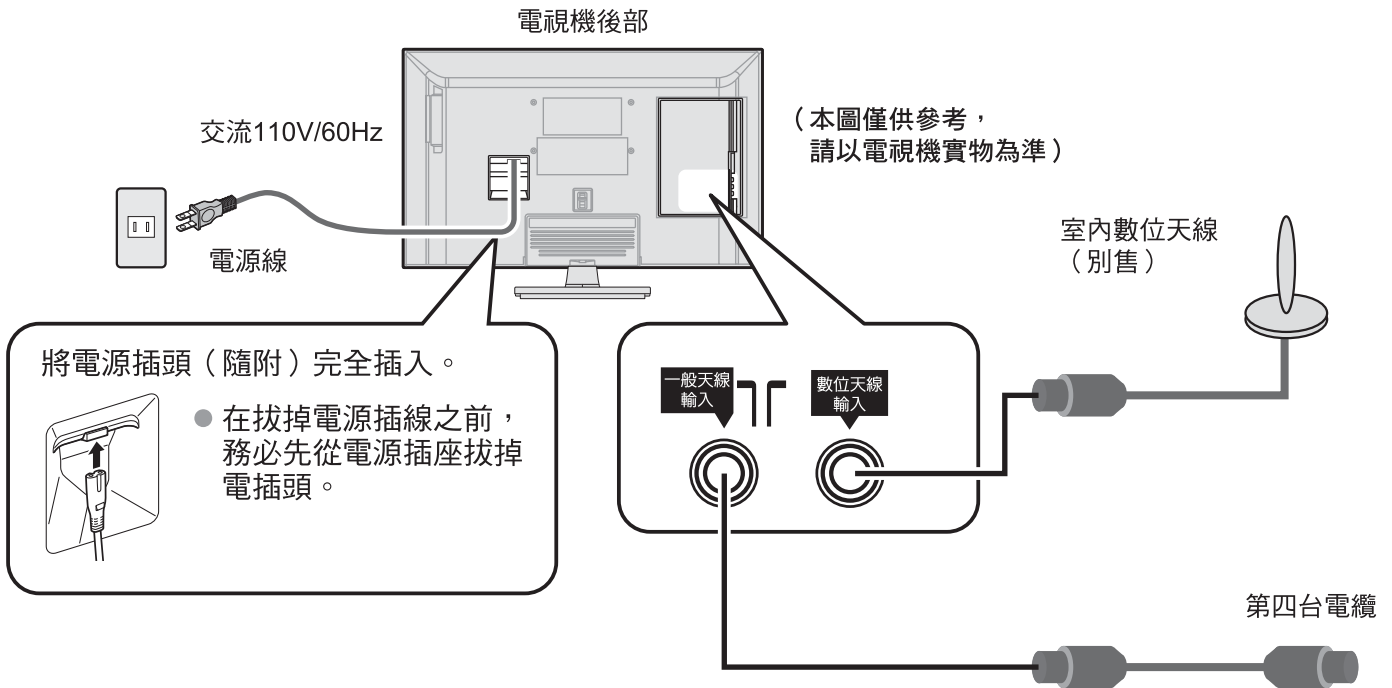 電視機後部
交流110V/60Hz
（本圖僅供參考，
請以電視機實物為準）
電源線
室內數位天線
（別售）
將電源插頭（隨附）完全插入。
● 在拔掉電源插線之前，
務必先從電源插座拔掉
電插頭。
一般天線
輸入
數位天線
輸入
第四台電纜